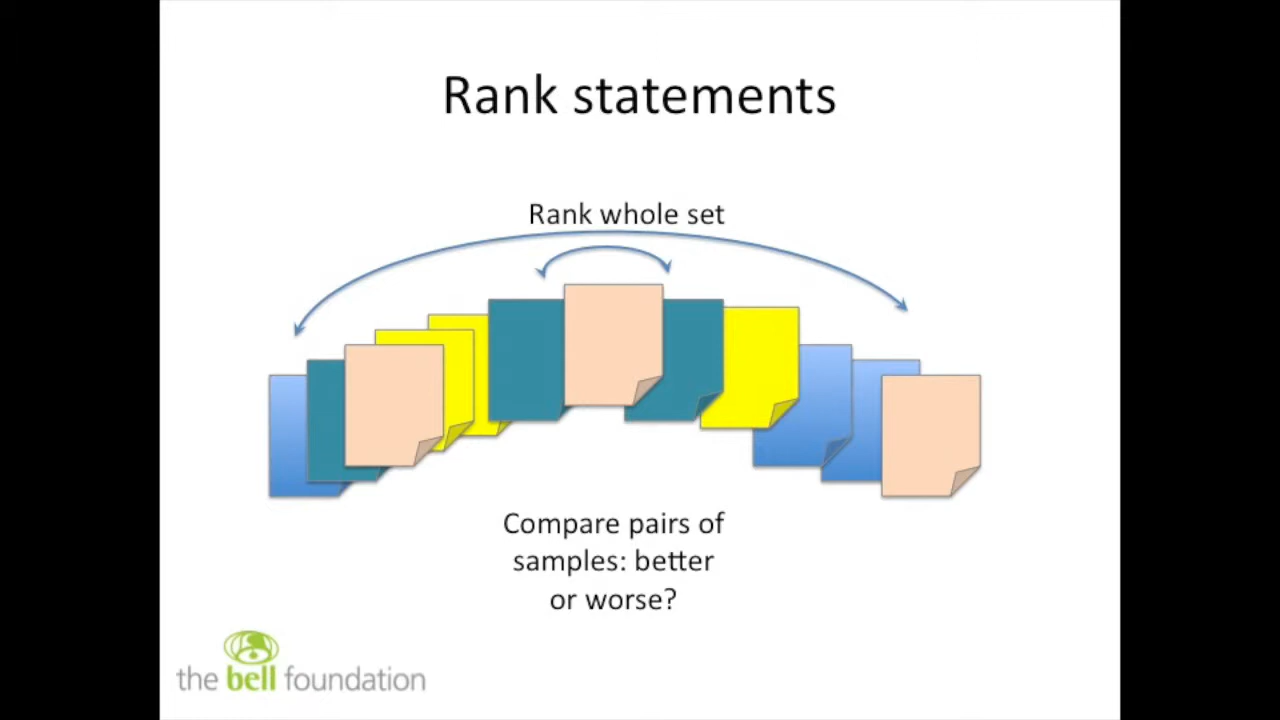 Rank statements
Rank whole set
Compare pairs of
samples: better
or worse?
the bell foundation